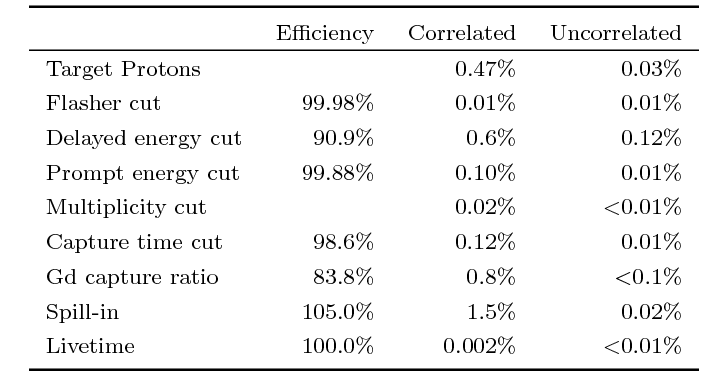 Efficiency Correlated Uncorrelated
Target Protons 0.47% 0.03%
Flasher cut 99.98% 0.01% 0.01%
Delayed energy cut 90.9% 0.6% 0.12%
Prompt energy cut 99.88% 0.10% 0.01%
Multiplicity cut 0.02% <0.01%
Capture time cut 98.6% 0.12% 0.01%
Gd capture ratio 83.8% 0.8% <0.1%
Spill-in 105.0% 1.5% 0.02%
Livetime 100.0% 0.002% <0.01%